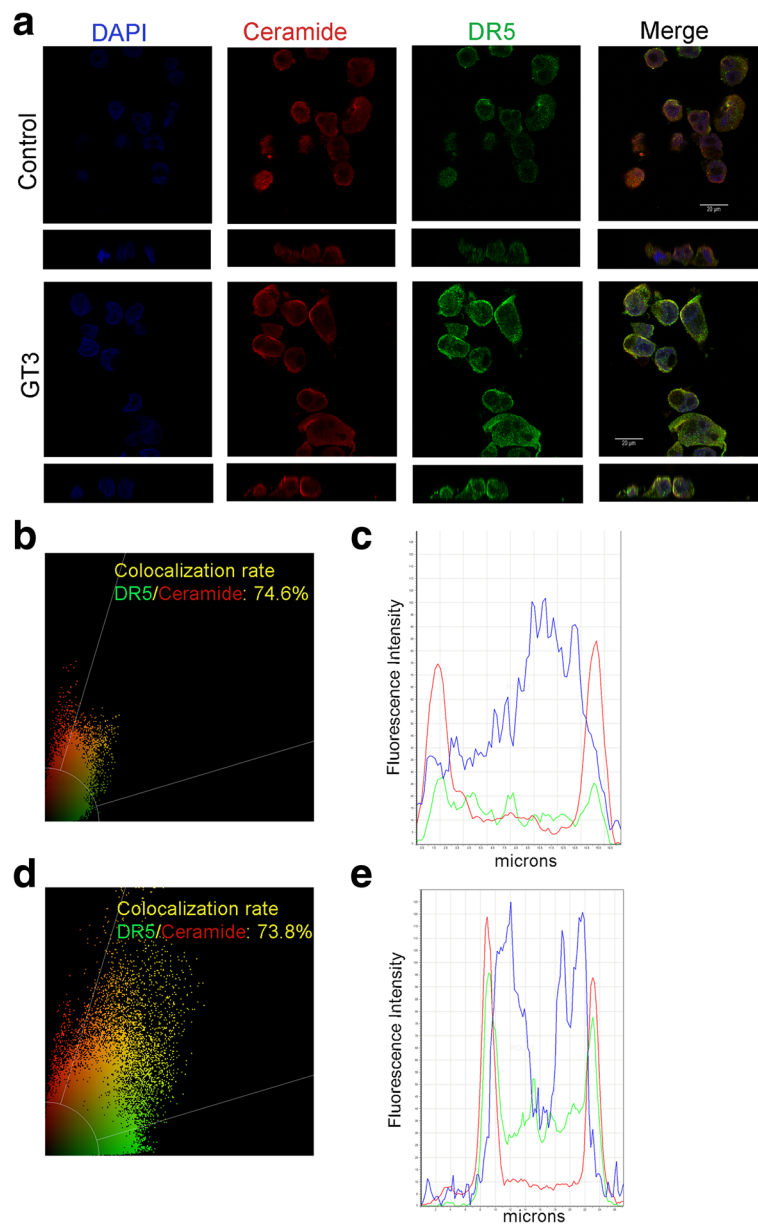 a
DAPI Ceramide DR5 Merge
Control
20 µm
GT3
20 µm
b
Colocalization rate
DR5/Ceramide: 74.6%
c
Fluorescence Intensity
microns
d
Colocalization rate
DR5/Ceramide: 73.8%
e
Fluorescence Intensity
microns